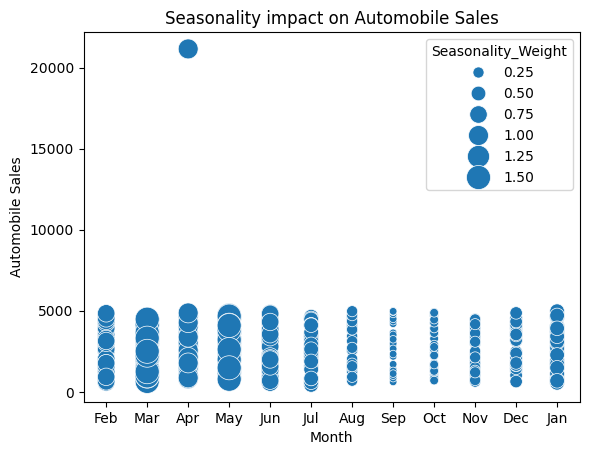 Seasonality impact on Automobile Sales
Seasonality_Weight
0.25
0.50
0.75
1.00
1.25
1.50
Automobile Sales
20000
15000
10000
5000
0
Feb Mar Apr May Jun Jul Aug Sep Oct Nov Dec Jan
Month